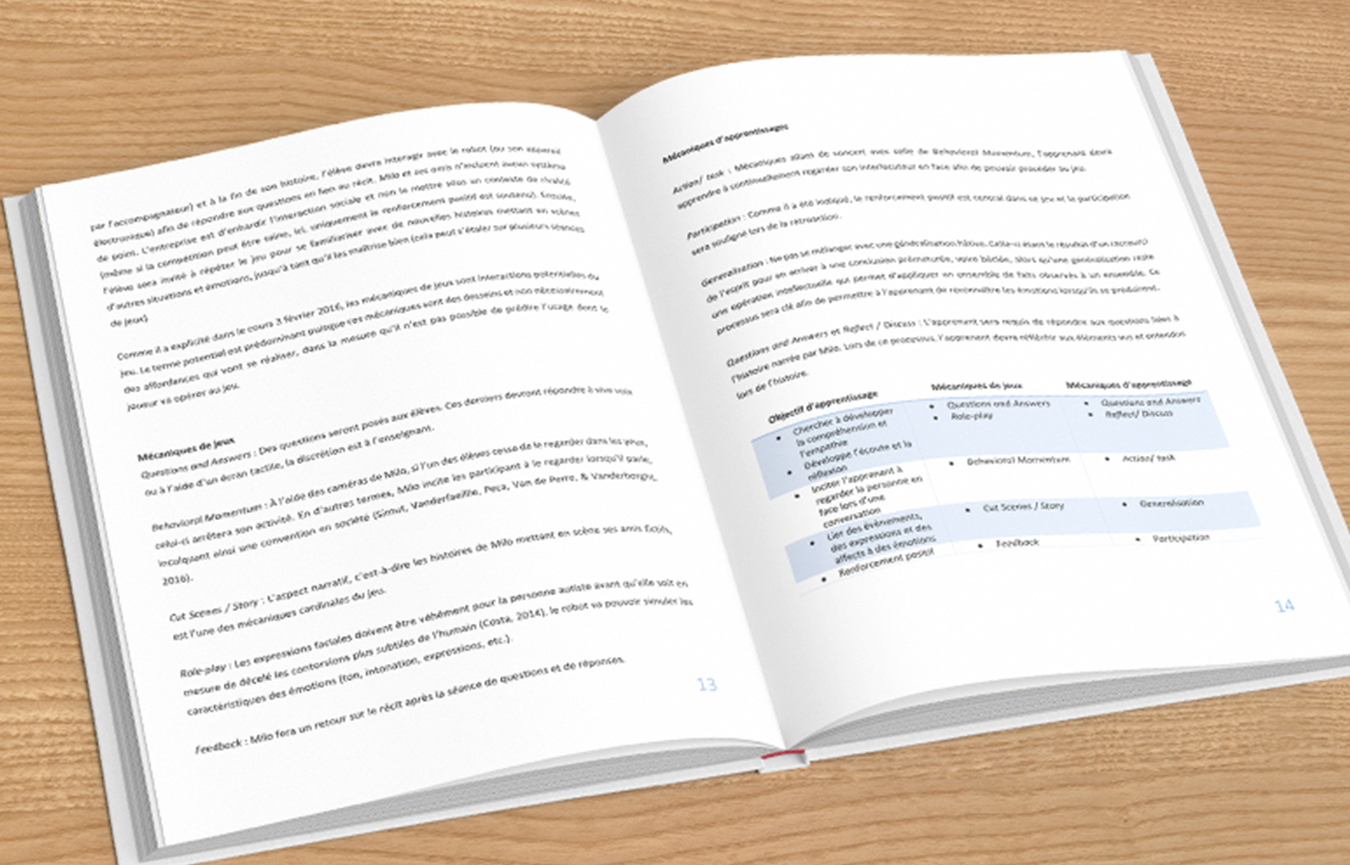 par l'accompagnateur) et à la fin de son histoire, l'élève devra interagir avec le robot (ou son appareil
électronique) afin de répondre aux questions en lien au récit. Milo et ses amis n'incluent aucun système
de points. L'entreprise est d'enhardir l'interaction sociale et non le mettre sous un contexte de rivalité
(même si la compétition peut être saine, ici, uniquement le renforcement positif est soutenu). Ensuite,
l'élève sera invité à répéter le jeu pour se familiariser avec de nouvelles histoires mettant en scènes
d'autres situations et émotions, jusqu'à tant qu'il les maîtrise bien (cela peut s'étaler sur plusieurs séances
de jeux)
Comme il a explicité dans le cours 3 février 2016, les mécaniques de jeux sont interactions potentielles du
jeu. Le terme potentiel est prédominant puisque ces mécaniques sont des desseins et non nécessairement
des affordances qui vont se réaliser, dans la mesure qu'il n'est pas possible de prédire l'usage dont le
joueur va opérer au jeu.
Mécaniques de jeux
Questions and Answers : Des questions seront posés aux élèves. Ces derniers devront répondre à vive voix
ou à l'aide d'un écran tactile, la discrétion est à l'enseignant.
Behaviorpl Momentum : À l'aide des caméras de Milo, si l'un des élèves cesse de le regarder dans les yeux,
celui-ci arrêtera son activité. En d'autres termes, Milo incite les participant à le regarder lorsqu'il parle,
inculquant ainsi une convention en société (Simut, Vanderfaeillie, Peca, Van de Perre, & Vanderborght,
2016).
Cut Scenes / Story : L'aspect narratif, c'est-à-dire les histoires de Milo mettant en scène ses amis fictifs,
est l'une des mécaniques cardinales du jeu.
Role-play : Les expressions faciales doivent être véhément pour la personne autiste avant qu'elle soit en
mesure de décelé les contorsions plus subtiles de l'humain (Costa, 2014), le robot va pouvoir simuler les
caractéristiques des émotions (ton, intonation, expressions, etc.).
Feedback : Milo fera un retour sur le récit après la séance de questions et de réponses.
13
Mécaniques d'apprentissages
Action/ task : Mécaniques allant de concert avec celle de Behavioral Momentum, l'apprenant devra
apprendre à continuellement regarder son interlocuteur en face afin de pouvoir procéder au jeu.
Participation : Comme il a été indiqué, le renforcement positif est central dans ce jeu et la participation
sera souligné lors de la rétroaction.
Generalisation : Ne pas se mélanger avec une généralisation hâtive. Celle-ci étant le résultat d'un raccourci
de l'esprit pour en arriver à une conclusion prématurée, voire bâclée, alors qu'une généralisation reste
une opération intellectuelle qui permet d'appliquer un ensemble de faits observés à un ensemble. Ce
processus sera clé afin de permettre à l'apprenant de reconnaître les émotions lorsqu'ils se produiront.
Questions and Answers et Reflect / Discuss : L'apprenant sera requis de répondre aux questions liées à
l'histoire narrée par Milo. Lors de ce processus, l'apprenant devra réfléchir aux éléments vus et entendus
lors de l'histoire.
Objectif d'apprentissage Mécaniques de jeux Mécaniques d'apprentissage
• Chercher à développer • Questions and Answers • Questions and Answers
la compréhension et • Role-play • Reflect/ Discuss
l'empathie
• Développe l'écoute et la
réflexion
• Inciter l'apprenant à • Behavioral Momentum • Action/ task
regarder la personne en
face lors d'une
conversation
• Lier des évènements, • Cut Scenes / Story • Generalisation
des expressions et des
affects à des émotions
• Renforcement positif • Feedback • Participation
14